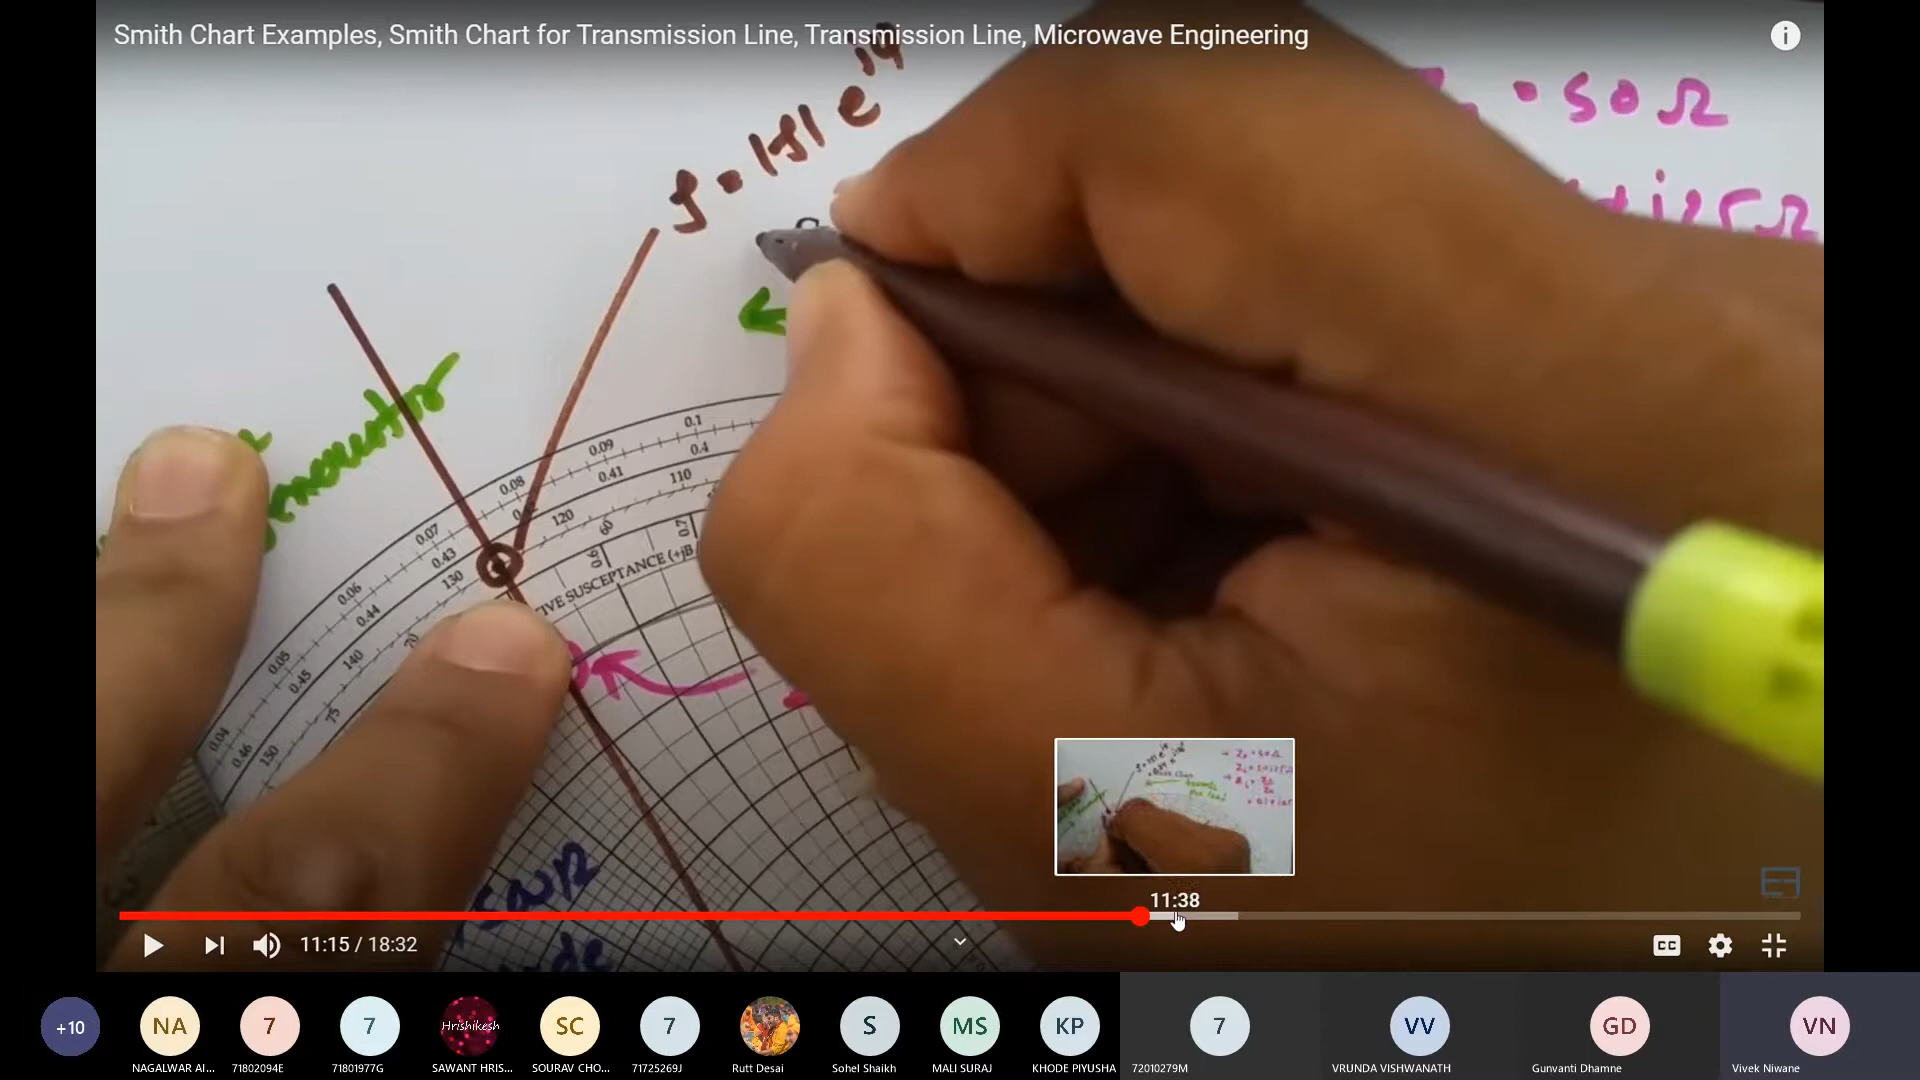 Smith Chart Examples, Smith Chart for Transmission Line, Transmission Line, Microwave Engineering
= 50 Ω
+j25 Ω
ρ = |ρ| e^jφ
0.1
0.09
0.4
0.08
0.41
110
0.07
120
0.7
0.43
0.6
130
0.06
0.44
70
0.05
140
0.45
75
0.04
0.46
150
TIVE SUSCEPTANCE (+jB
11:38
11:15 / 18:32
CC
+10
NA
7
7
Hrishikesh
SC
7
S
MS
KP
7
VV
GD
VN
NAGALWAR AI...
71802094E
71801977G
SAWANT HRIS...
SOURAV CHO...
71725269J
Rutt Desai
Sohel Shaikh
MALI SURAJ
KHODE PIYUSHA
72010279M
VRUNDA VISHWANATH
Gunvanti Dhamne
Vivek Niwane